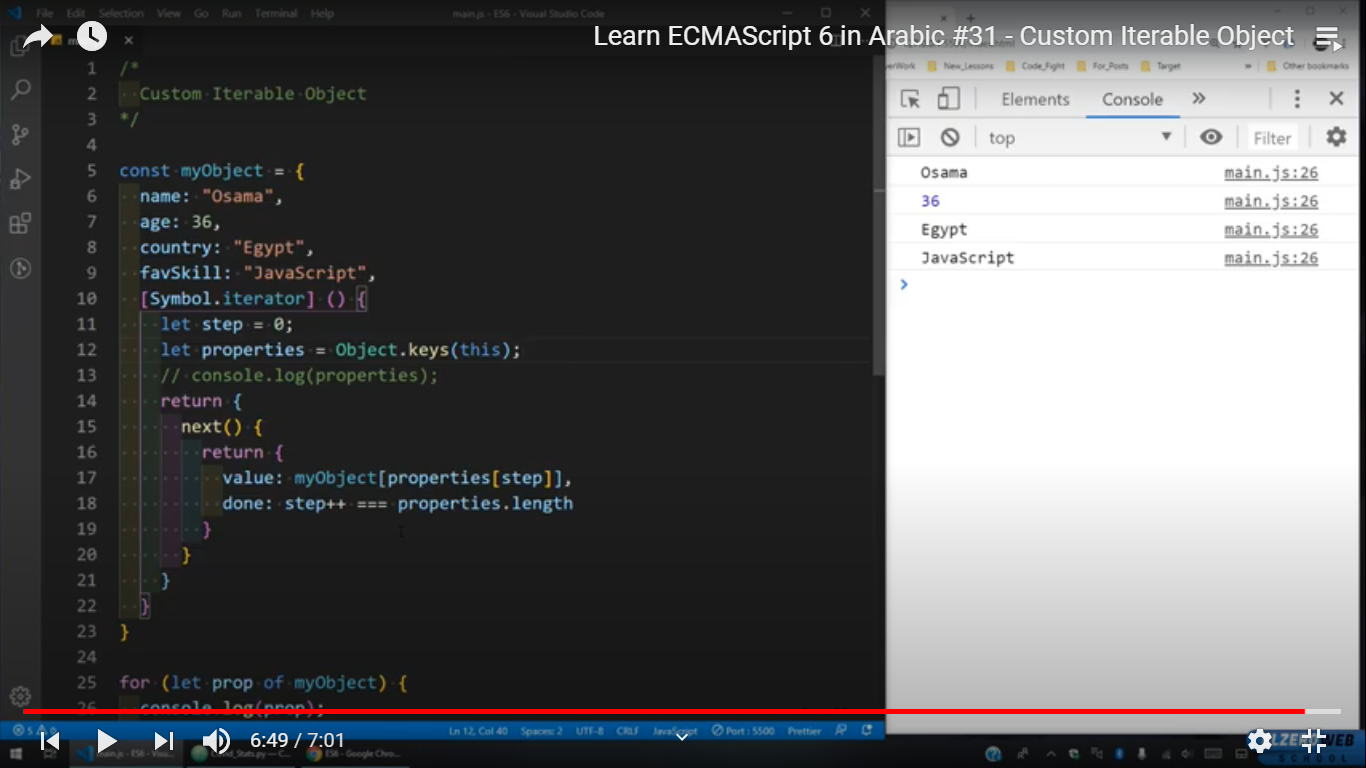 File Edit Selection View Go Run Terminal Help main.js - ES6 - Visual Studio Code
Learn ECMAScript 6 in Arabic #31 - Custom Iterable Object
New_Lessons Code_Fight For_Posts Target » Other bookmarks
Elements Console »
top Filter
Osama main.js:26
36 main.js:26
Egypt main.js:26
JavaScript main.js:26
1 /*
2 Custom Iterable Object
3 */
4
5 const myObject = {
6 name: "Osama",
7 age: 36,
8 country: "Egypt",
9 favSkill: "JavaScript",
10 [Symbol.iterator] () {
11 let step = 0;
12 let properties = Object.keys(this);
13 // console.log(properties);
14 return {
15 next() {
16 return {
17 value: myObject[properties[step]],
18 done: step++ === properties.length
19 }
20 }
21 }
22 }
23 }
24
25 for (let prop of myObject) {
26 console.log(prop);
Ln 12, Col 40 Spaces: 2 UTF-8 CRLF JavaScript Port : 5500 Prettier
6:49 / 7:01